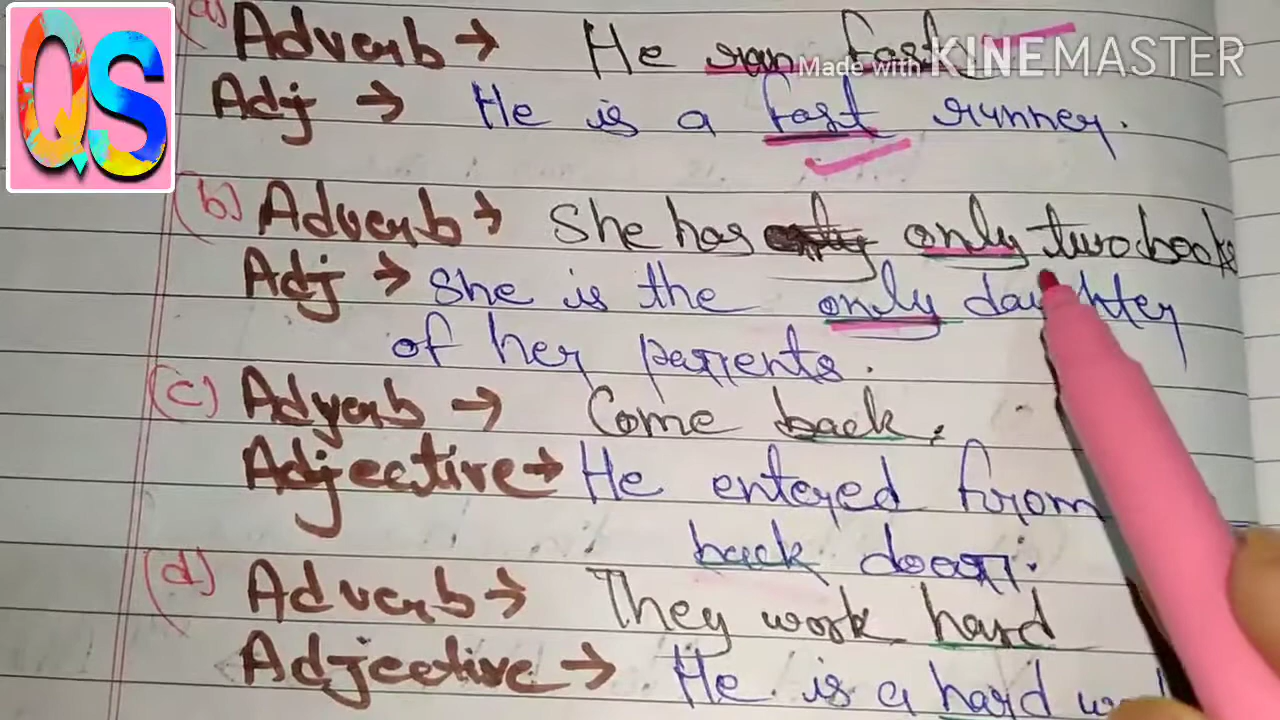 QS
(a) Adverb → He ran fast
Made with KINEMASTER
Adj → He is a fast runner.
(b) Adverb → She has only two books
Adj → She is the only daughter
of her parents.
(c) Adverb → Come back.
Adjective → He entered from
back door.
(d) Adverb → They work hard
Adjective → He is a hard